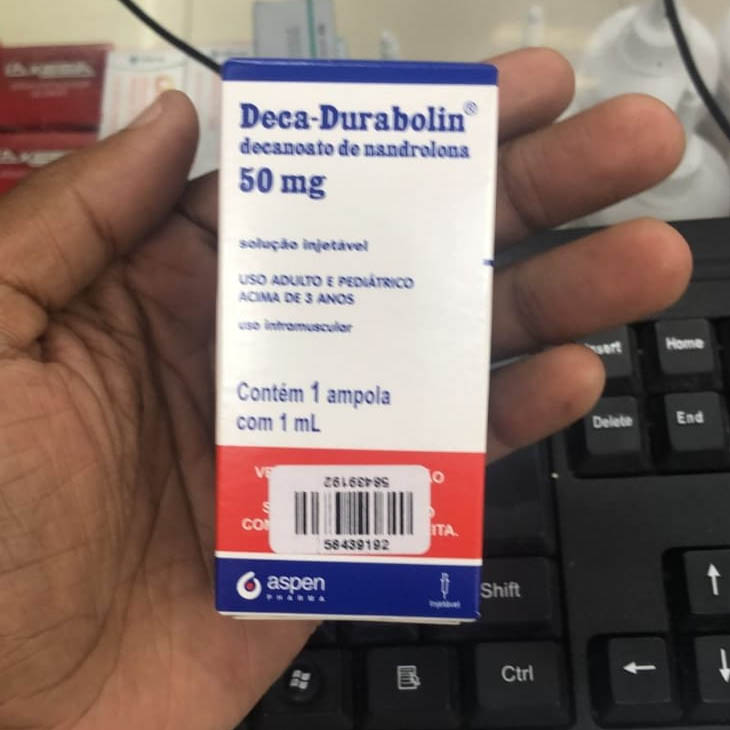 Deca-Durabolin®
decanoato de nandrolona
50 mg
solução injetável
USO ADULTO E PEDIÁTRICO
ACIMA DE 3 ANOS
uso intramuscular
Contém 1 ampola
com 1 mL
58439192
58439192
aspen
PHARMA
Injetável
Insert
Home
Delete
End
Shift
Ctrl